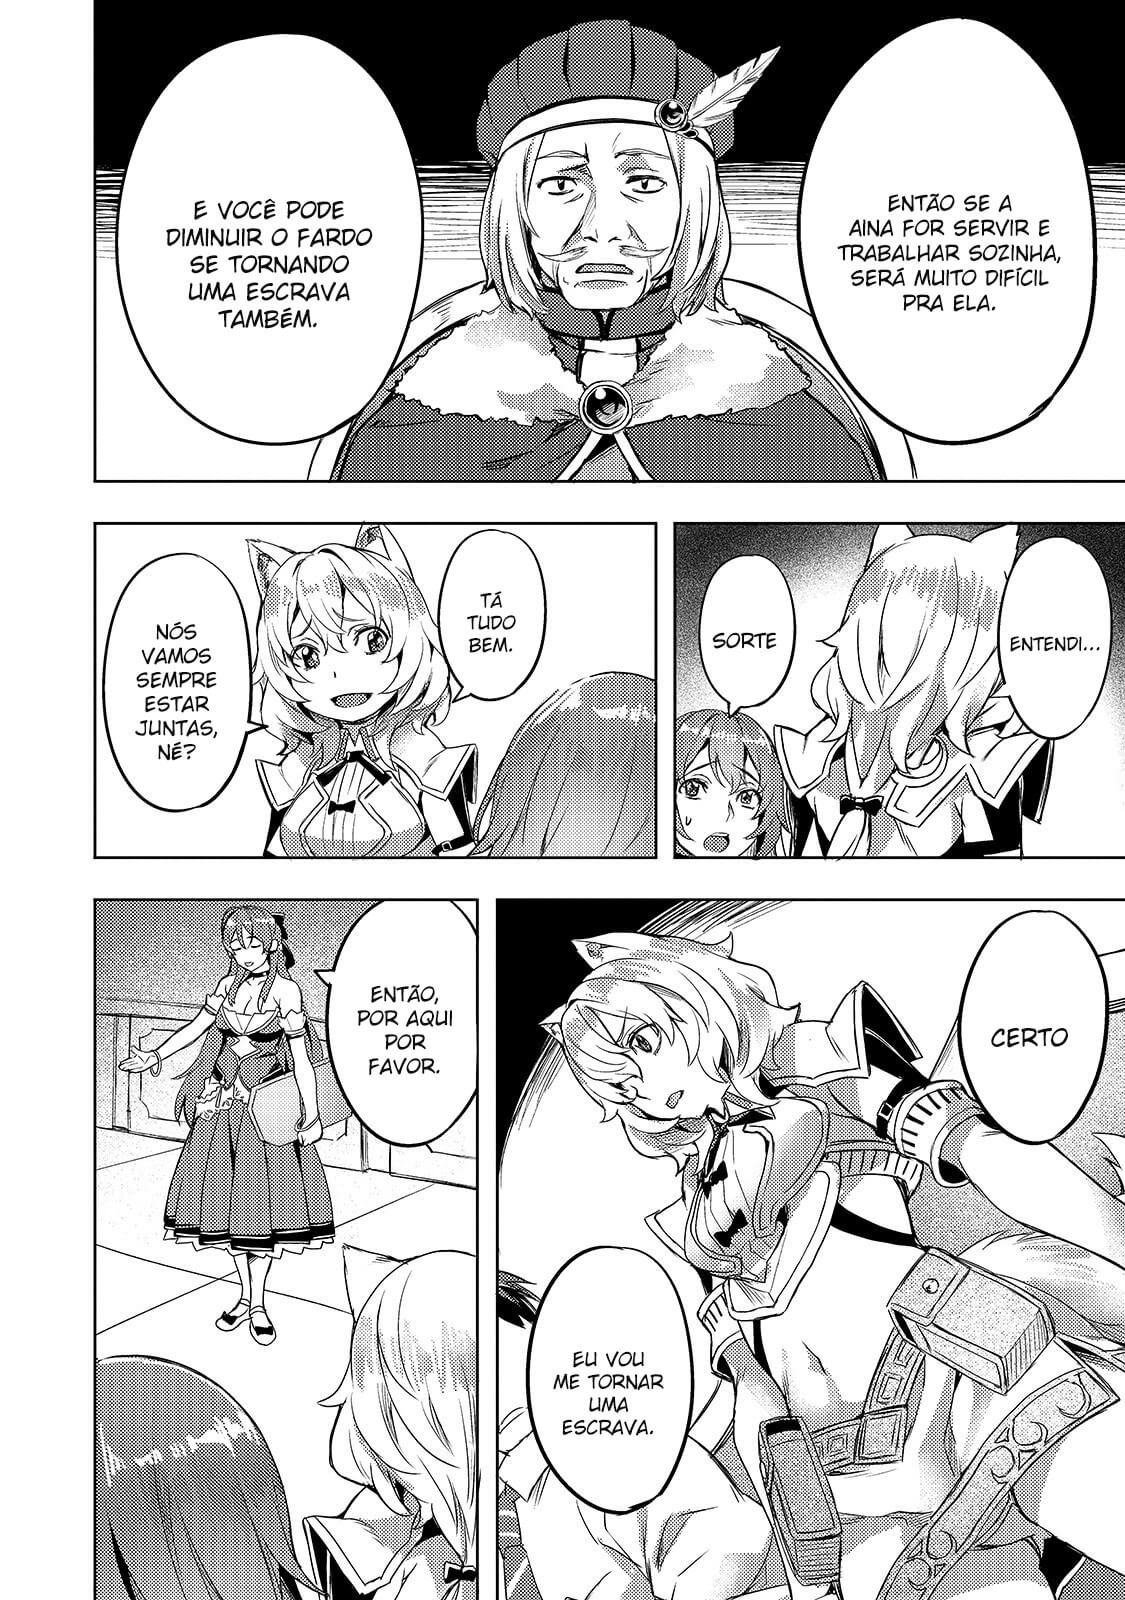 ENTÃO SE A
AINA FOR SERVIR E
TRABALHAR SOZINHA,
SERÁ MUITO DIFÍCIL
PRA ELA.
E VOCÊ PODE
DIMINUIR O FARDO
SE TORNANDO
UMA ESCRAVA
TAMBÉM.
ENTENDI...
SORTE
TÁ
TUDO
BEM.
NÓS
VAMOS
SEMPRE
ESTAR
JUNTAS,
NÉ?
CERTO
EU VOU
ME TORNAR
UMA
ESCRAVA.
ENTÃO,
POR AQUI
POR
FAVOR.